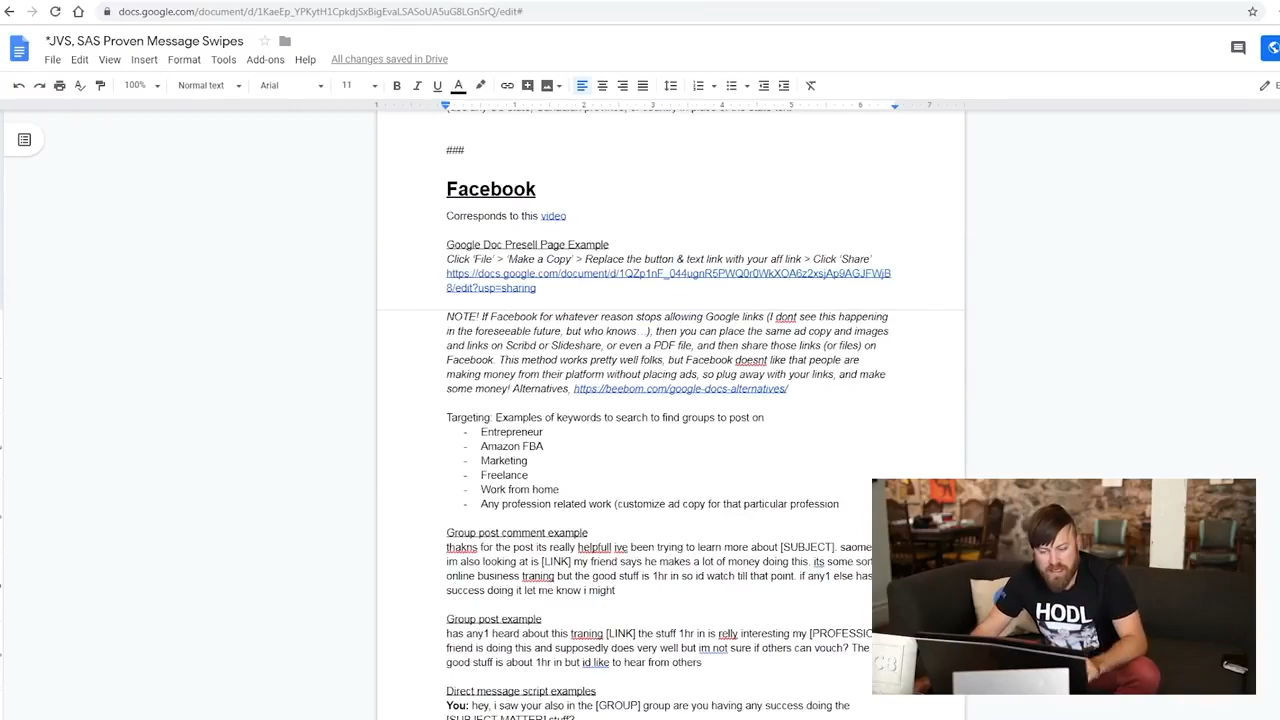 docs.google.com/document/d/1KaeEp_YPKytH1CpkdjSxBigEvaLSASoUA5uG8LGnSrQ/edit#
*JVS, SAS Proven Message Swipes
File Edit View Insert Format Tools Add-ons Help All changes saved in Drive
100% Normal text Arial 11 B I U A
1 1 2 3 4 5 6 7
###
Facebook
Corresponds to this video
Google Doc Presell Page Example
Click 'File' > 'Make a Copy' > Replace the button & text link with your aff link > Click 'Share'
https://docs.google.com/document/d/1QZp1nF_044ugnR5PWQ0r0WkXOA6z2xsjAp9AGJFWjB
8/edit?usp=sharing
NOTE! If Facebook for whatever reason stops allowing Google links (I dont see this happening
in the foreseeable future, but who knows…), then you can place the same ad copy and images
and links on Scribd or Slideshare, or even a PDF file, and then share those links (or files) on
Facebook. This method works pretty well folks, but Facebook doesnt like that people are
making money from their platform without placing ads, so plug away with your links, and make
some money! Alternatives, https://beebom.com/google-docs-alternatives/
Targeting: Examples of keywords to search to find groups to post on
- Entrepreneur
- Amazon FBA
- Marketing
- Freelance
- Work from home
- Any profession related work (customize ad copy for that particular profession
Group post comment example
thakns for the post its really helpfull ive been trying to learn more about [SUBJECT]. saome
im also looking at is [LINK] my friend says he makes a lot of money doing this. its some sor
online business traning but the good stuff is 1hr in so id watch till that point. if any1 else has
success doing it let me know i might
Group post example
has any1 heard about this traning [LINK] the stuff 1hr in is relly interesting my [PROFESSIO
friend is doing this and supposedly does very well but im not sure if others can vouch? The
good stuff is about 1hr in but id like to hear from others
Direct message script examples
You: hey, i saw your also in the [GROUP] group are you having any success doing the
[SUBJECT MATTER] stuff?
HODL